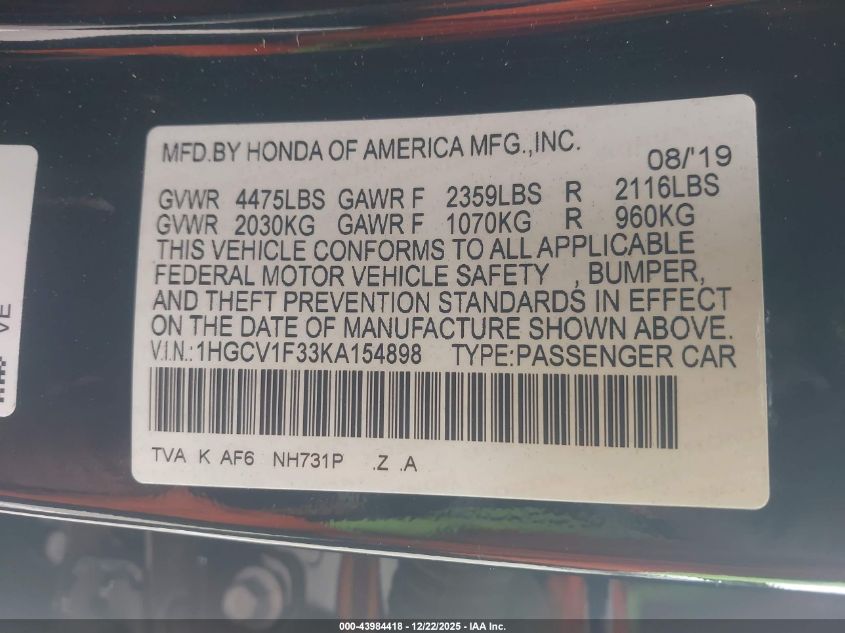 MFD.BY HONDA OF AMERICA MFG.,INC. 08/'19
GVWR 4475LBS GAWR F 2359LBS R 2116LBS
GVWR 2030KG GAWR F 1070KG R 960KG
THIS VEHICLE CONFORMS TO ALL APPLICABLE
FEDERAL MOTOR VEHICLE SAFETY , BUMPER,
AND THEFT PREVENTION STANDARDS IN EFFECT
ON THE DATE OF MANUFACTURE SHOWN ABOVE.
V.I.N.:1HGCV1F33KA154898 TYPE:PASSENGER CAR
TVA K AF6 NH731P .Z .A
VE
000-43984418 - 12/22/2025 - IAA Inc.